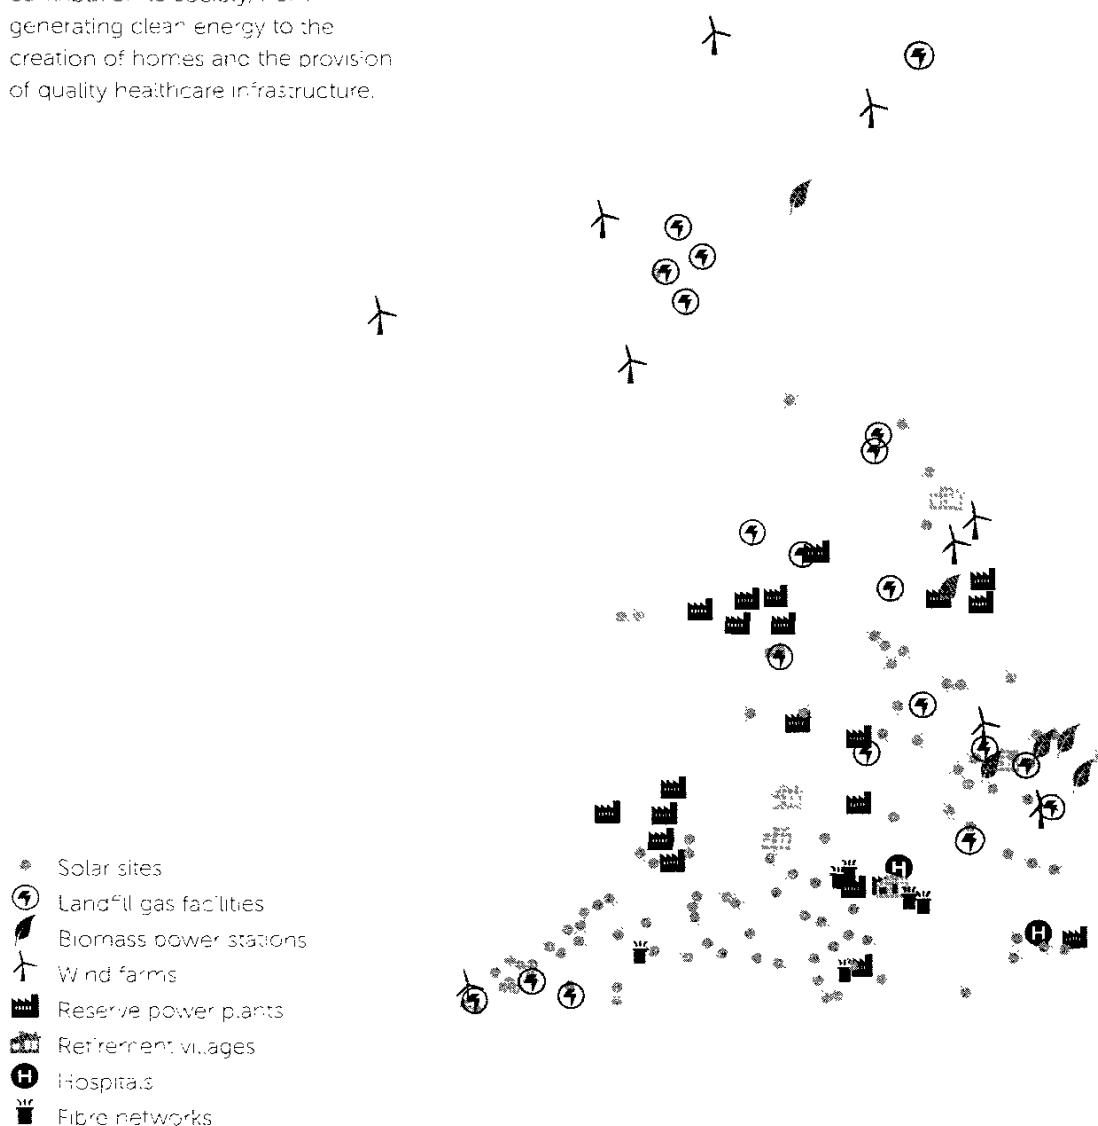 generating clean energy to the
creation of homes and the provision
of quality healthcare infrastructure.
Solar sites
Landfill gas facilities
Biomass power stations
Wind farms
Reserve power plants
Retirement villages
Hospitals
Fibre networks